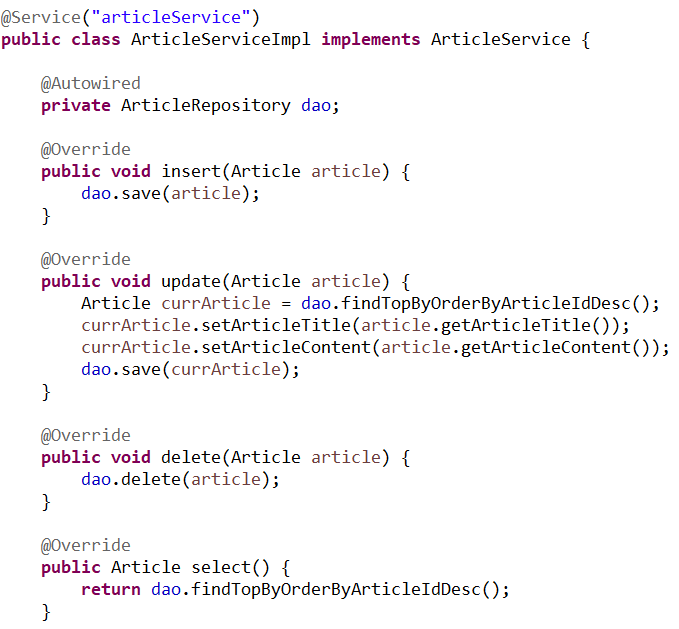 @Service("articleService")
public class ArticleServiceImpl implements ArticleService {

    @Autowired
    private ArticleRepository dao;

    @Override
    public void insert(Article article) {
        dao.save(article);
    }

    @Override
    public void update(Article article) {
        Article currArticle = dao.findTopByOrderByArticleIdDesc();
        currArticle.setArticleTitle(article.getArticleTitle());
        currArticle.setArticleContent(article.getArticleContent());
        dao.save(currArticle);
    }

    @Override
    public void delete(Article article) {
        dao.delete(article);
    }

    @Override
    public Article select() {
        return dao.findTopByOrderByArticleIdDesc();
    }